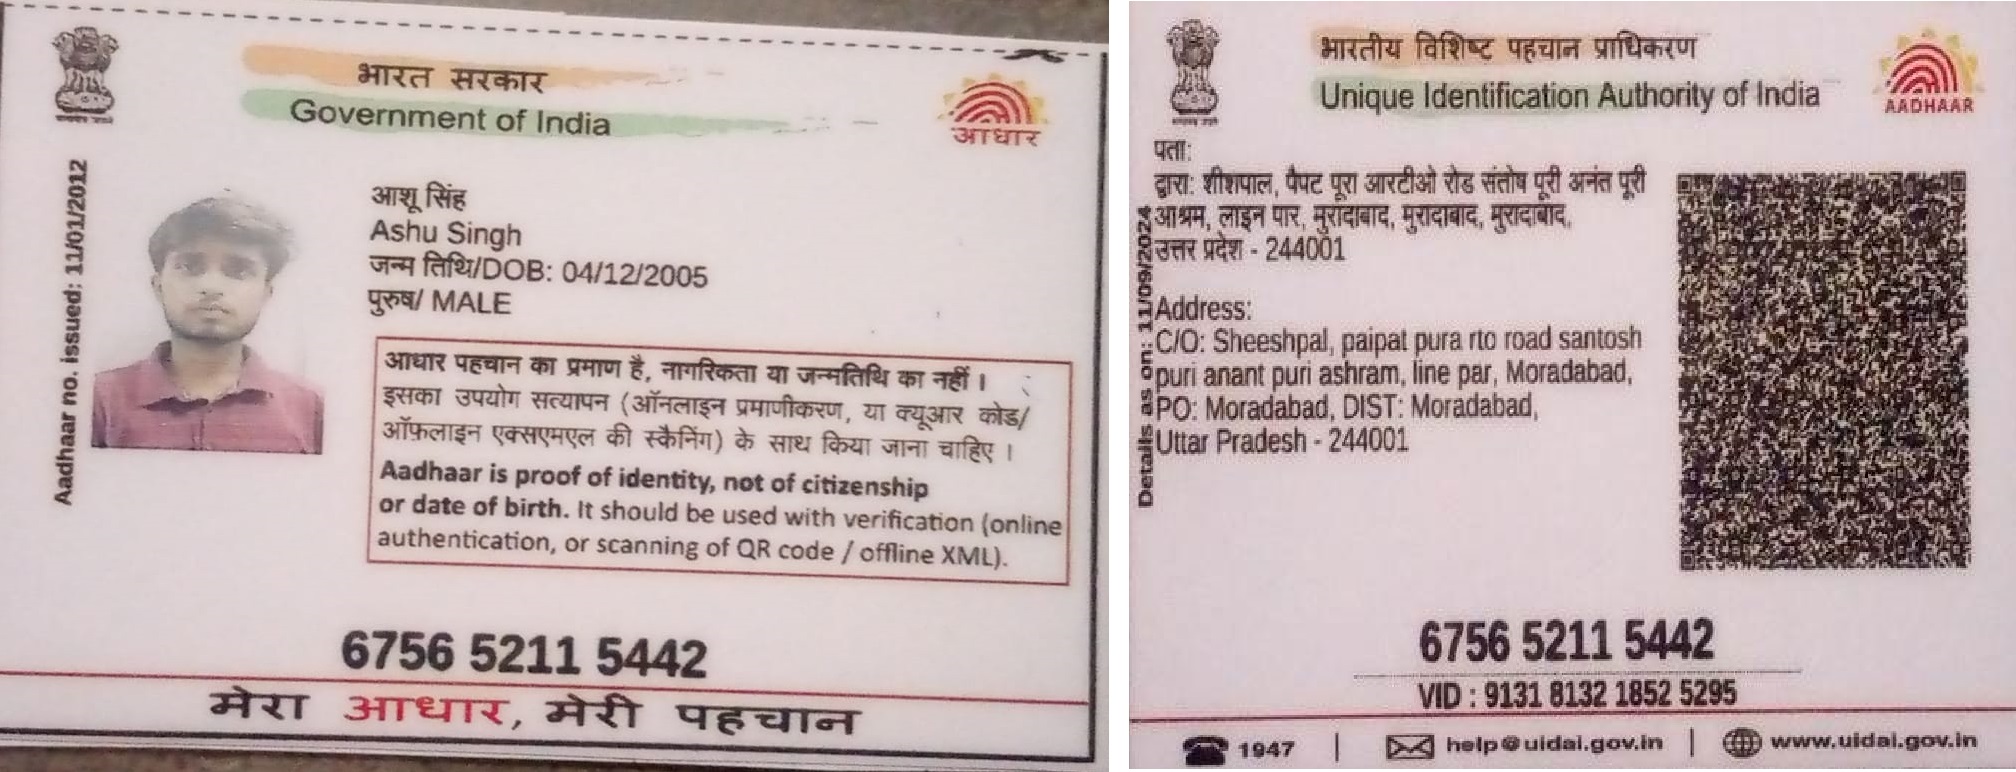 भारत सरकार
Government of India
आधार
Aadhaar no. issued: 11/01/2012
आशू सिंह
Ashu Singh
जन्म तिथि/DOB: 04/12/2005
पुरुष/ MALE
आधार पहचान का प्रमाण है, नागरिकता या जन्मतिथि का नहीं ।
इसका उपयोग सत्यापन (ऑनलाइन प्रमाणीकरण, या क्यूआर कोड/
ऑफ़लाइन एक्सएमएल की स्कैनिंग) के साथ किया जाना चाहिए ।
Aadhaar is proof of identity, not of citizenship
or date of birth. It should be used with verification (online
authentication, or scanning of QR code / offline XML).
6756 5211 5442
मेरा आधार, मेरी पहचान
भारतीय विशिष्ट पहचान प्राधिकरण
Unique Identification Authority of India
AADHAAR
Details as on: 11/09/2024
पता:
द्वारा: शीशपाल, पैपट पूरा आरटीओ रोड संतोष पूरी अनंत पूरी
आश्रम, लाइन पार, मुरादाबाद, मुरादाबाद, मुरादाबाद,
उत्तर प्रदेश - 244001
Address:
C/O: Sheeshpal, paipat pura rto road santosh
puri anant puri ashram, line par, Moradabad,
PO: Moradabad, DIST: Moradabad,
Uttar Pradesh - 244001
6756 5211 5442
VID : 9131 8132 1852 5295
1947 | help@uidai.gov.in | www.uidai.gov.in